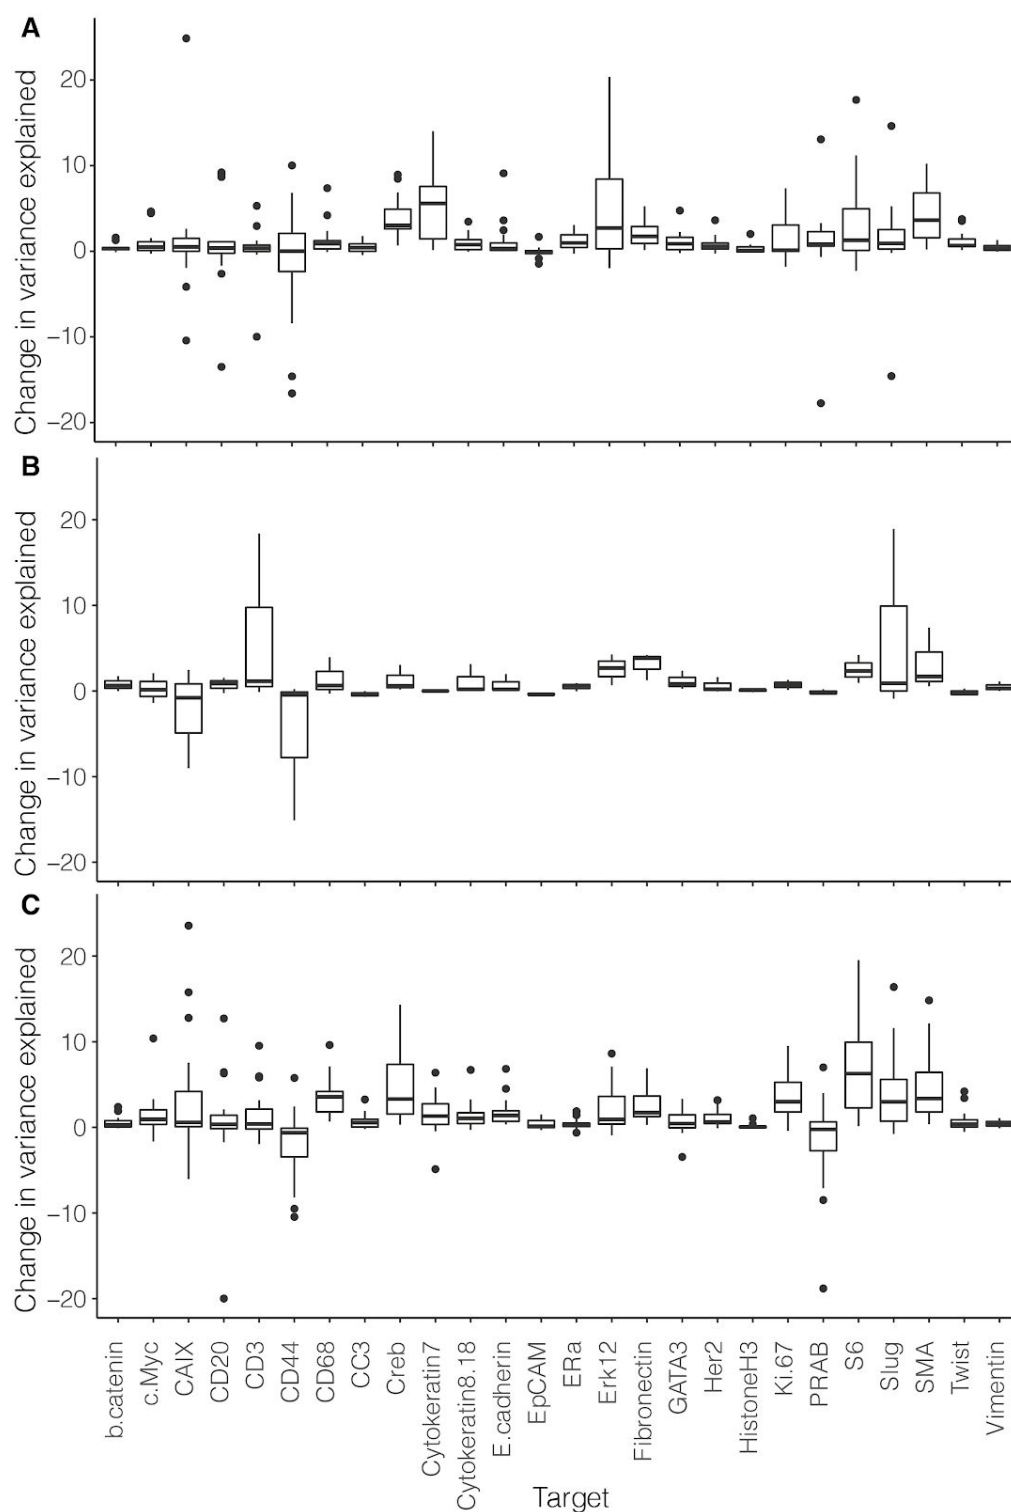 A
Change in variance explained
20
10
0
−10
−20
B
Change in variance explained
20
10
0
−10
−20
C
Change in variance explained
20
10
0
−10
−20
b.catenin
c.Myc
CAIX
CD20
CD3
CD44
CD68
CC3
Creb
Cytokeratin7
Cytokeratin8.18
E.cadherin
EpCAM
ERa
Erk12
Fibronectin
GATA3
Her2
HistoneH3
Ki.67
PRAB
S6
Slug
SMA
Twist
Vimentin
Target